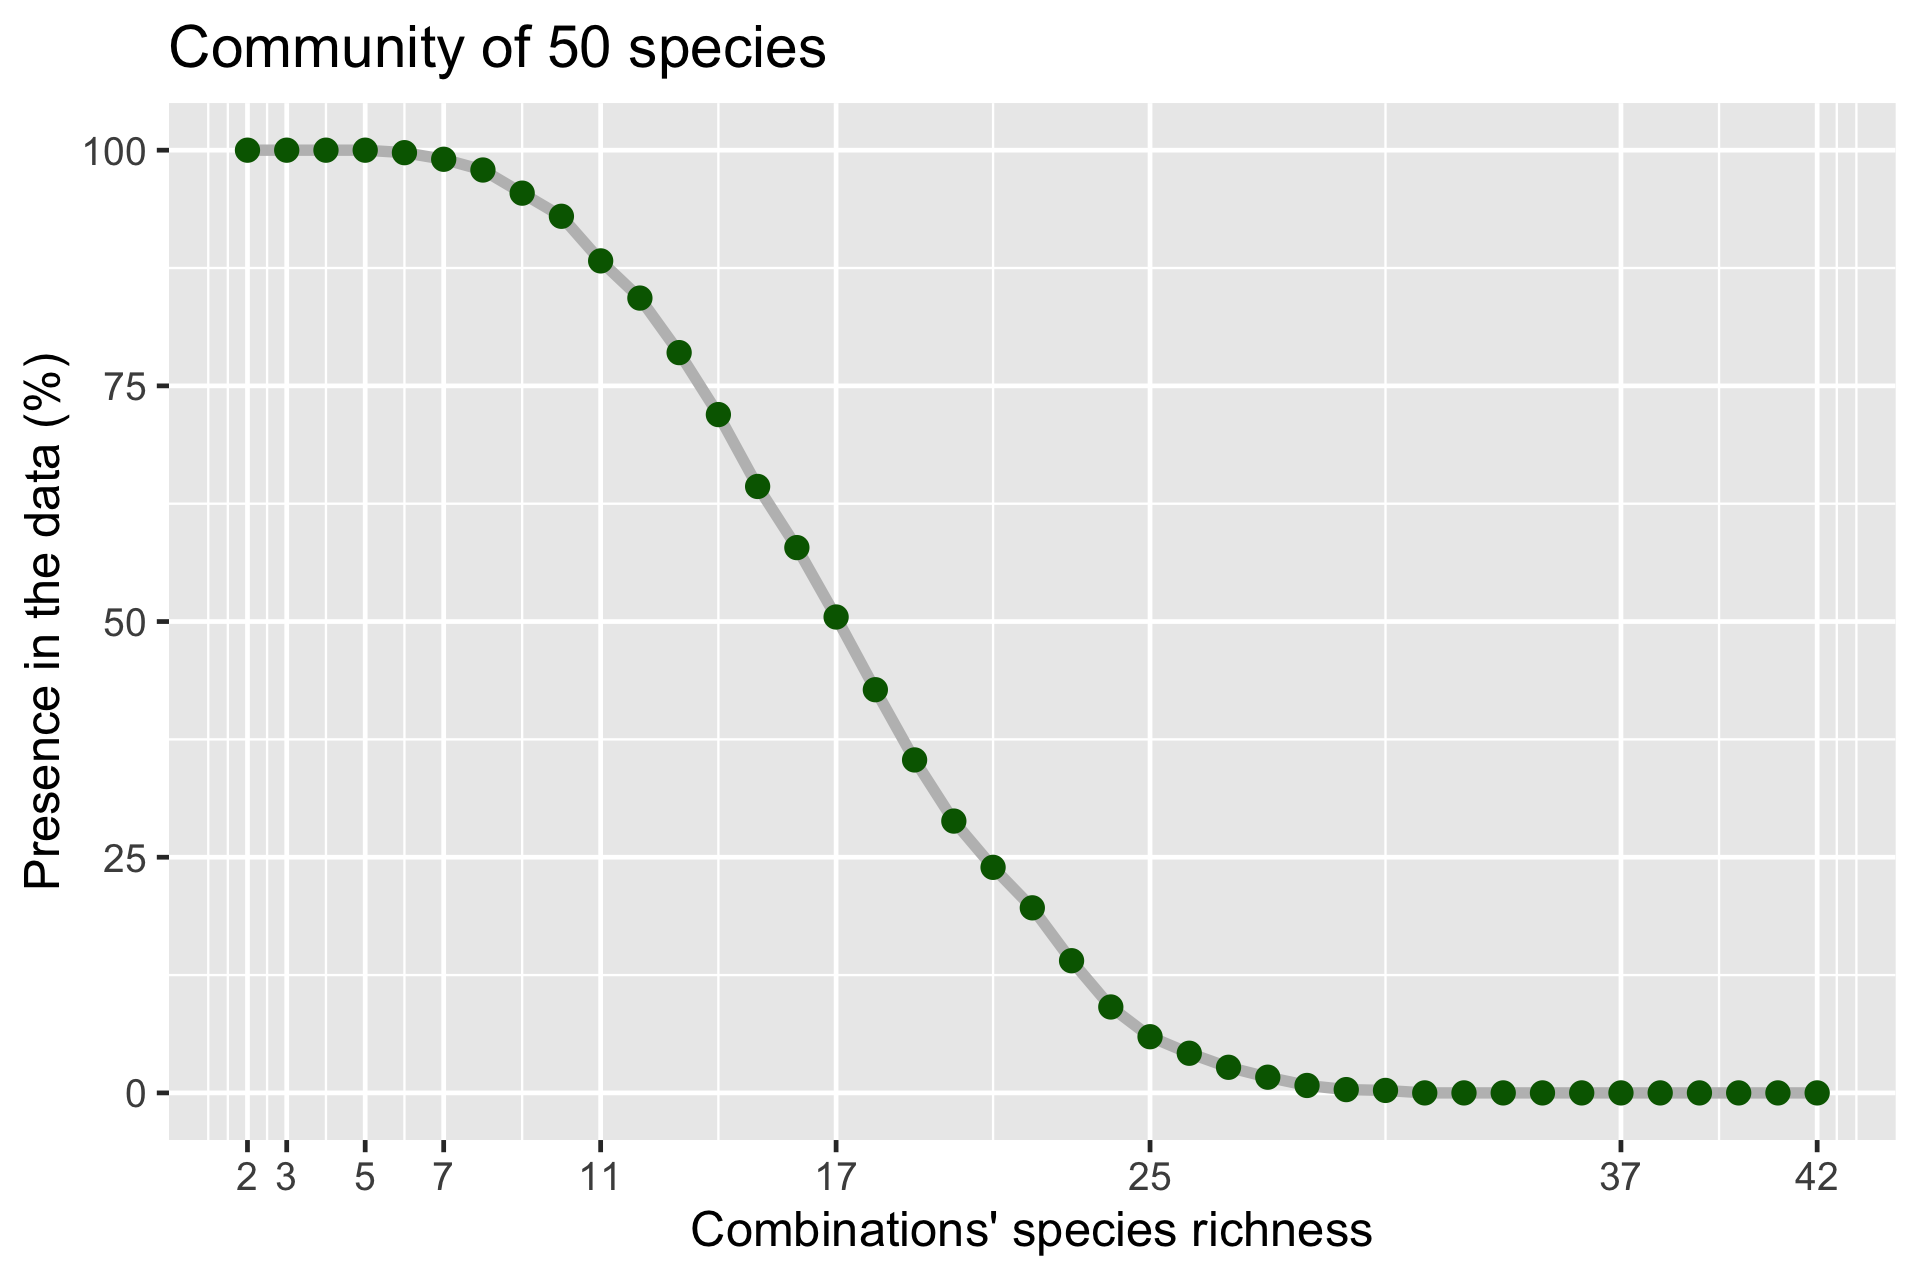 Community of 50 species
Presence in the data (%)
100
75
50
25
0
2 3 5 7 11 17 25 37 42
Combinations' species richness